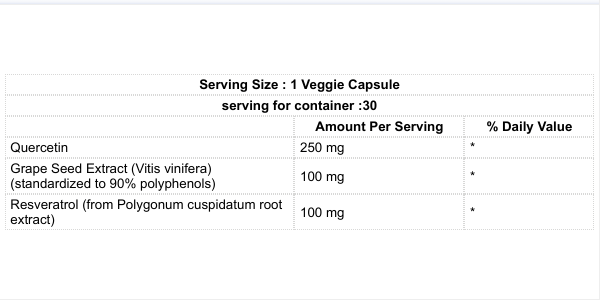 Serving Size : 1 Veggie Capsule
serving for container :30
Amount Per Serving % Daily Value
Quercetin 250 mg *
Grape Seed Extract (Vitis vinifera)
(standardized to 90% polyphenols) 100 mg *
Resveratrol (from Polygonum cuspidatum root
extract) 100 mg *